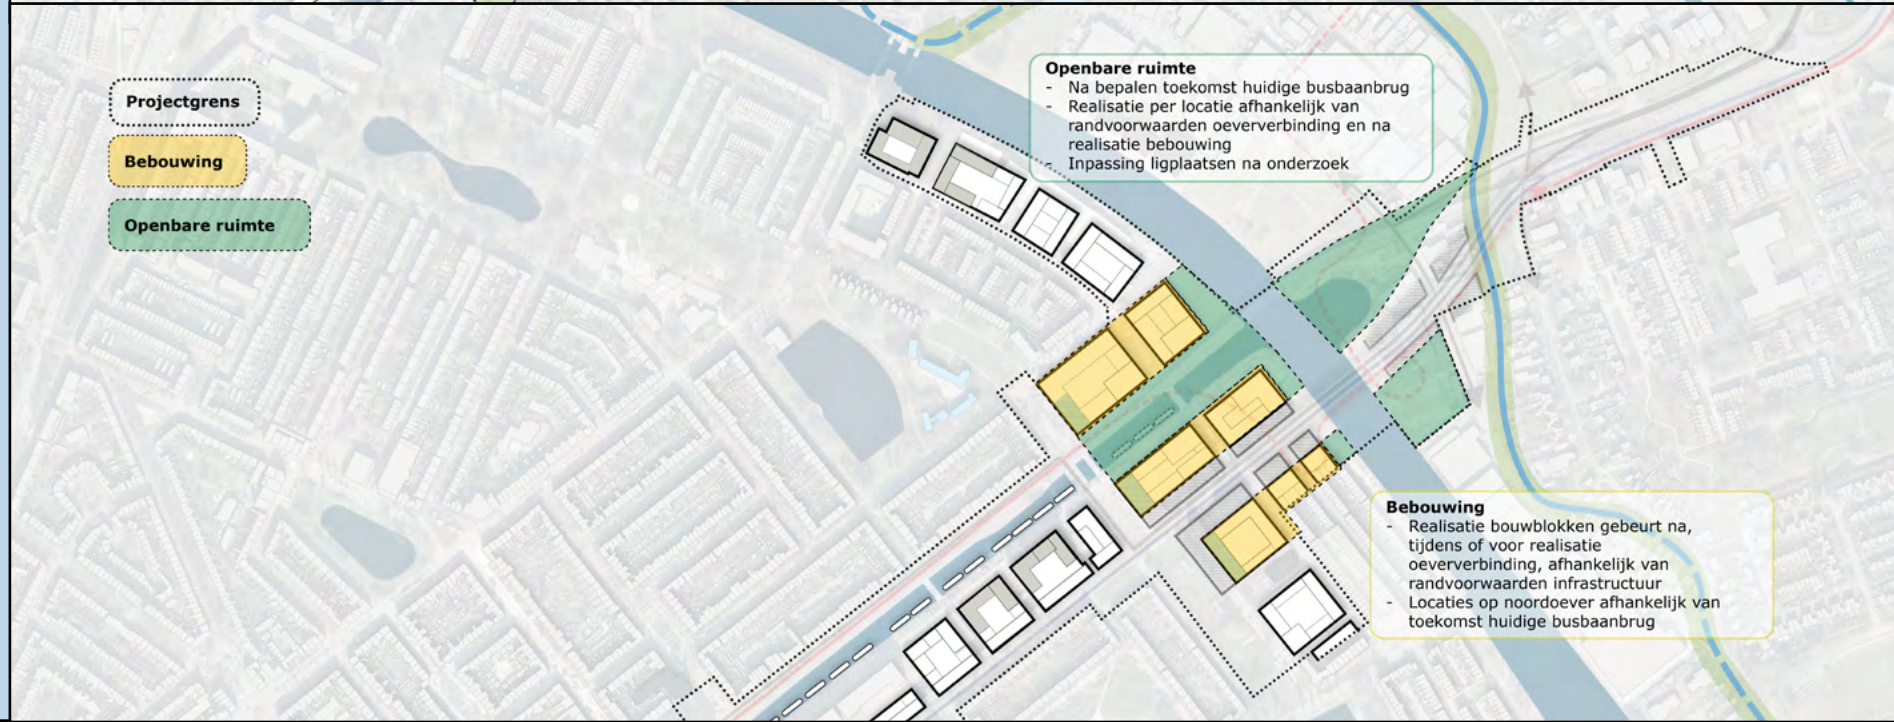 Projectgrens
Bebouwing
Openbare ruimte
Openbare ruimte
- Na bepalen toekomst huidige busbaanbrug
- Realisatie per locatie afhankelijk van
randvoorwaarden oeververbinding en na
realisatie bebouwing
- Inpassing ligplaatsen na onderzoek
Bebouwing
- Realisatie bouwblokken gebeurt na,
tijdens of voor realisatie
oeververbinding, afhankelijk van
randvoorwaarden infrastructuur
- Locaties op noordoever afhankelijk van
toekomst huidige busbaanbrug